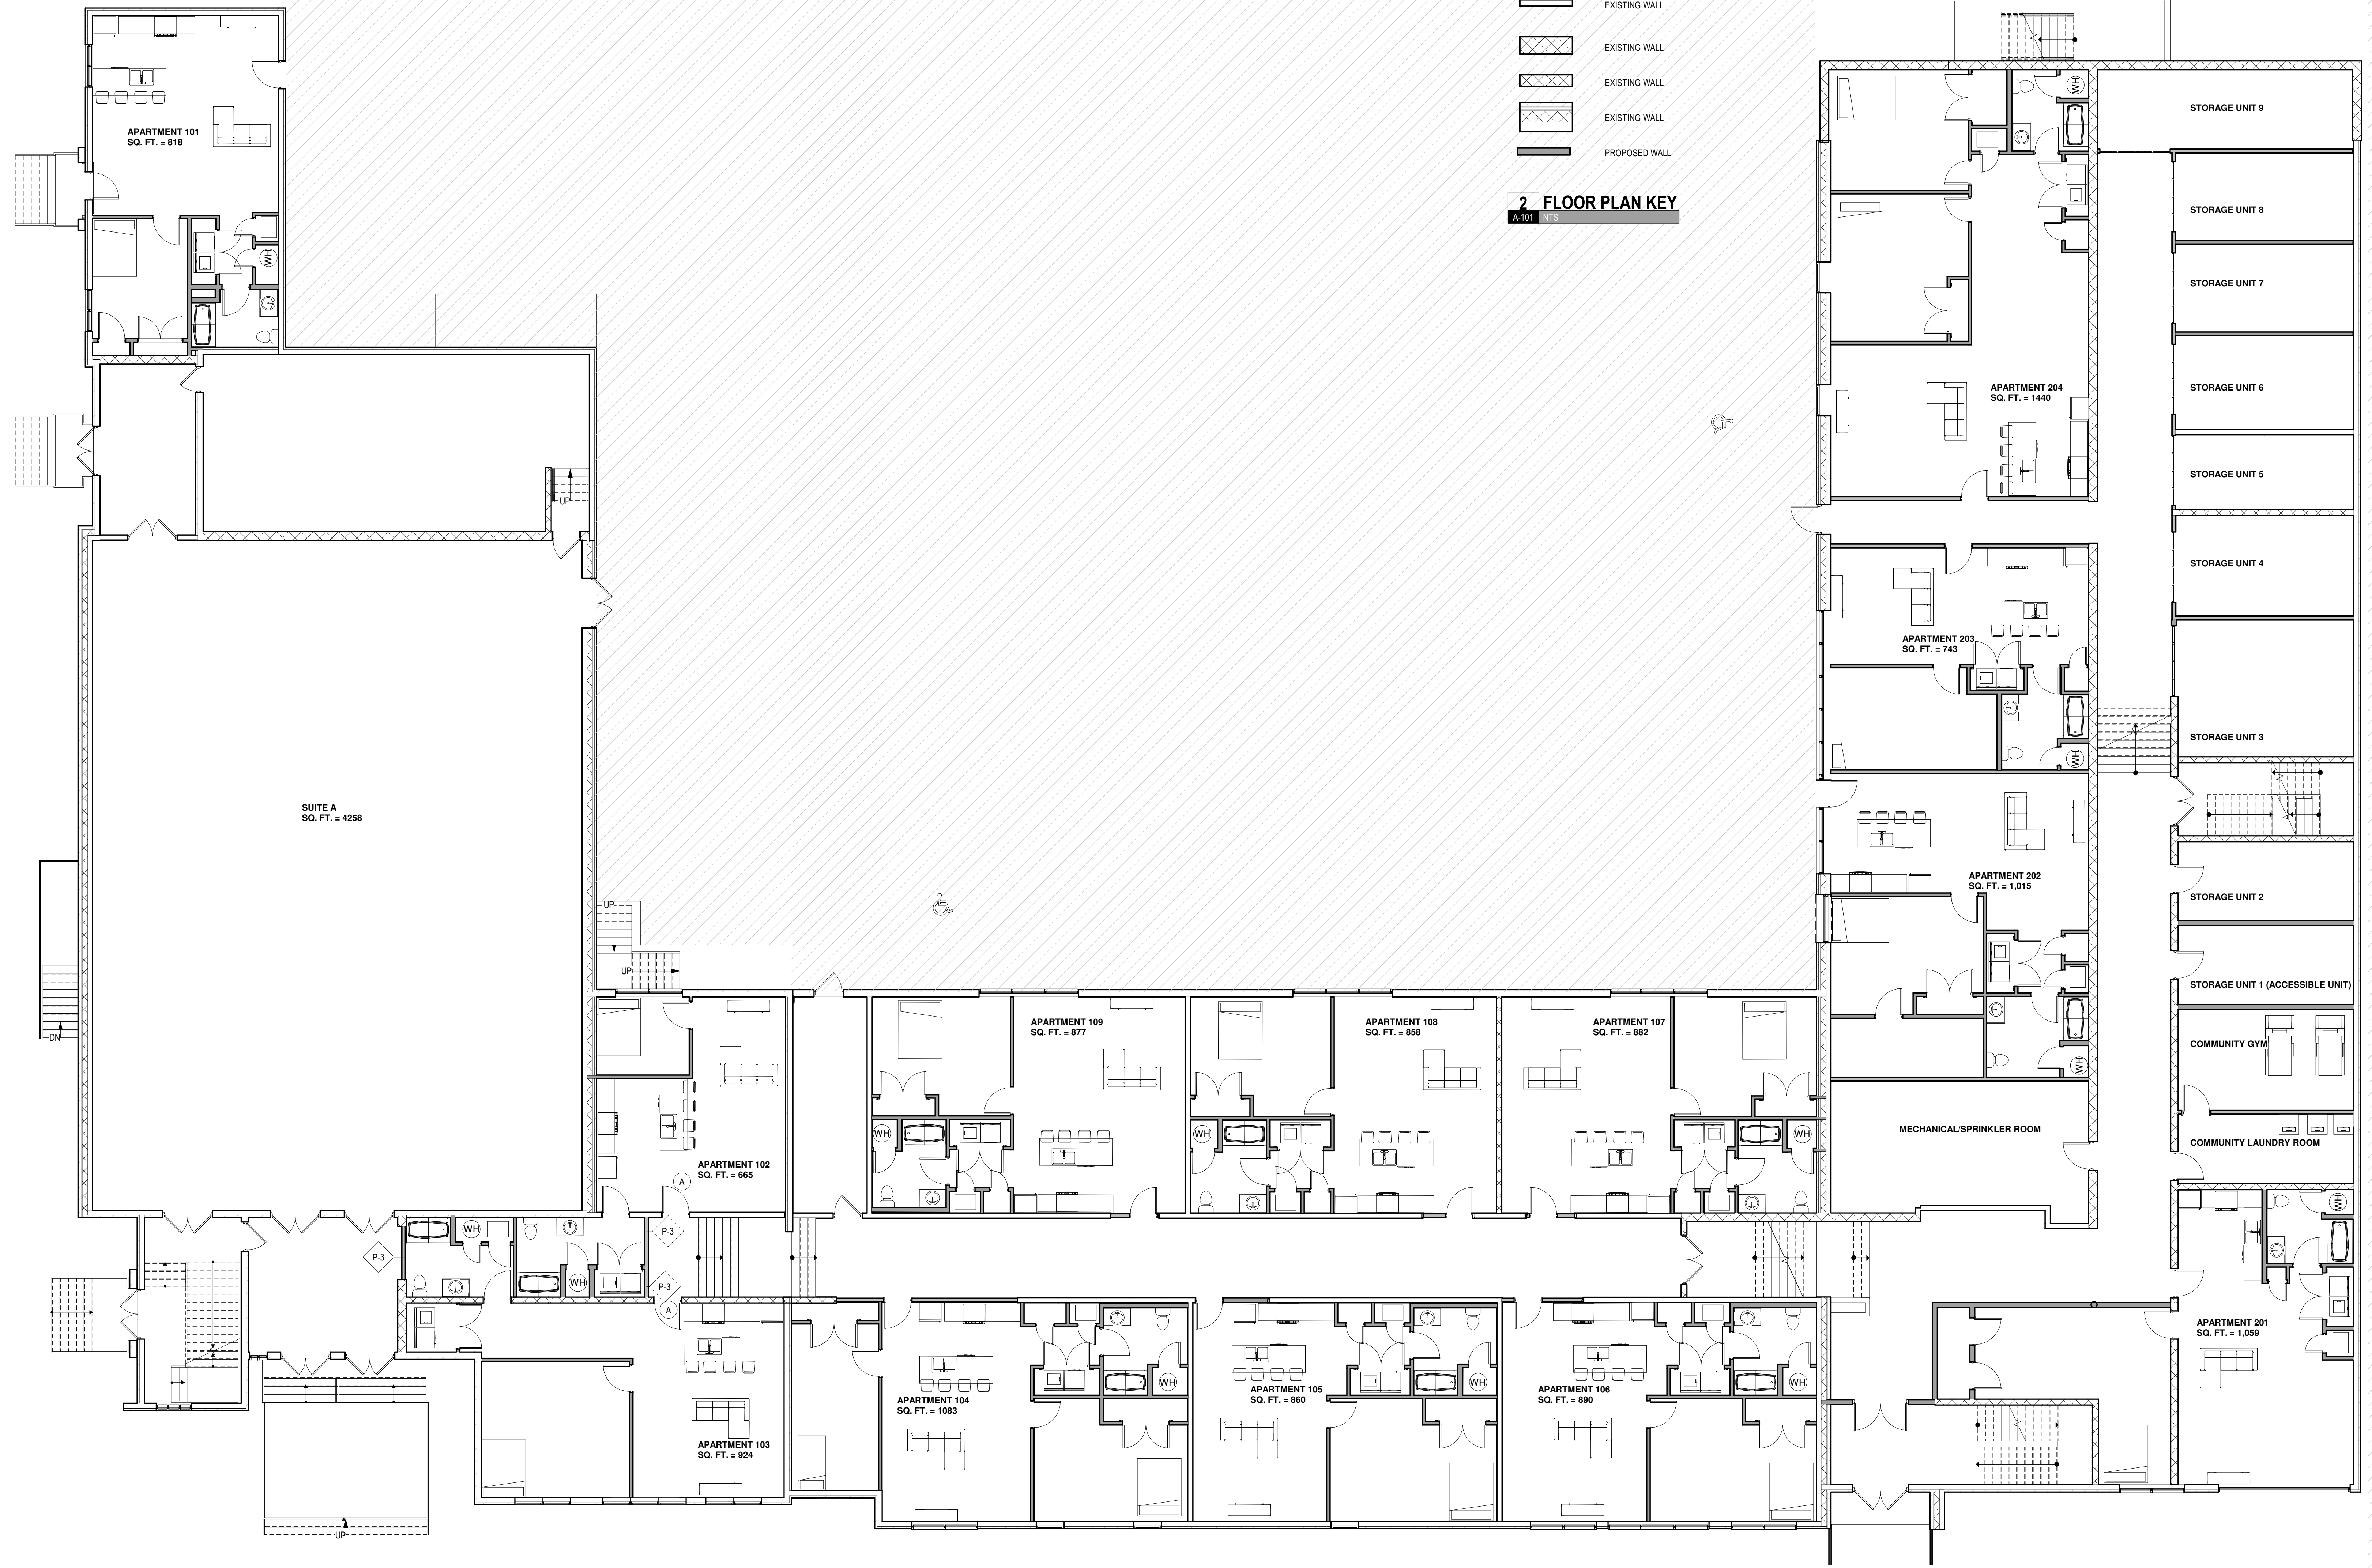 EXISTING WALL
EXISTING WALL
EXISTING WALL
EXISTING WALL
PROPOSED WALL
2 FLOOR PLAN KEY
A-101 NTS
APARTMENT 101
SQ. FT. = 818
WH
T
UP
SUITE A
SQ. FT. = 4258
UP
UP
DN
STORAGE UNIT 9
STORAGE UNIT 8
STORAGE UNIT 7
STORAGE UNIT 6
STORAGE UNIT 5
STORAGE UNIT 4
STORAGE UNIT 3
STORAGE UNIT 2
STORAGE UNIT 1 (ACCESSIBLE UNIT)
COMMUNITY GYM
COMMUNITY LAUNDRY ROOM
WH
T
APARTMENT 204
SQ. FT. = 1440
APARTMENT 203
SQ. FT. = 743
T
WH
APARTMENT 202
SQ. FT. = 1,015
T
WH
MECHANICAL/SPRINKLER ROOM
APARTMENT 109
SQ. FT. = 877
WH
T
APARTMENT 108
SQ. FT. = 858
WH
T
APARTMENT 107
SQ. FT. = 882
WH
T
APARTMENT 102
SQ. FT. = 665
A
WH
T
T
WH
P-3
P-3
P-3
A
APARTMENT 103
SQ. FT. = 924
T
WH
APARTMENT 104
SQ. FT. = 1083
T
WH
APARTMENT 105
SQ. FT. = 860
T
WH
APARTMENT 106
SQ. FT. = 890
T
WH
WH
T
APARTMENT 201
SQ. FT. = 1,059
UP